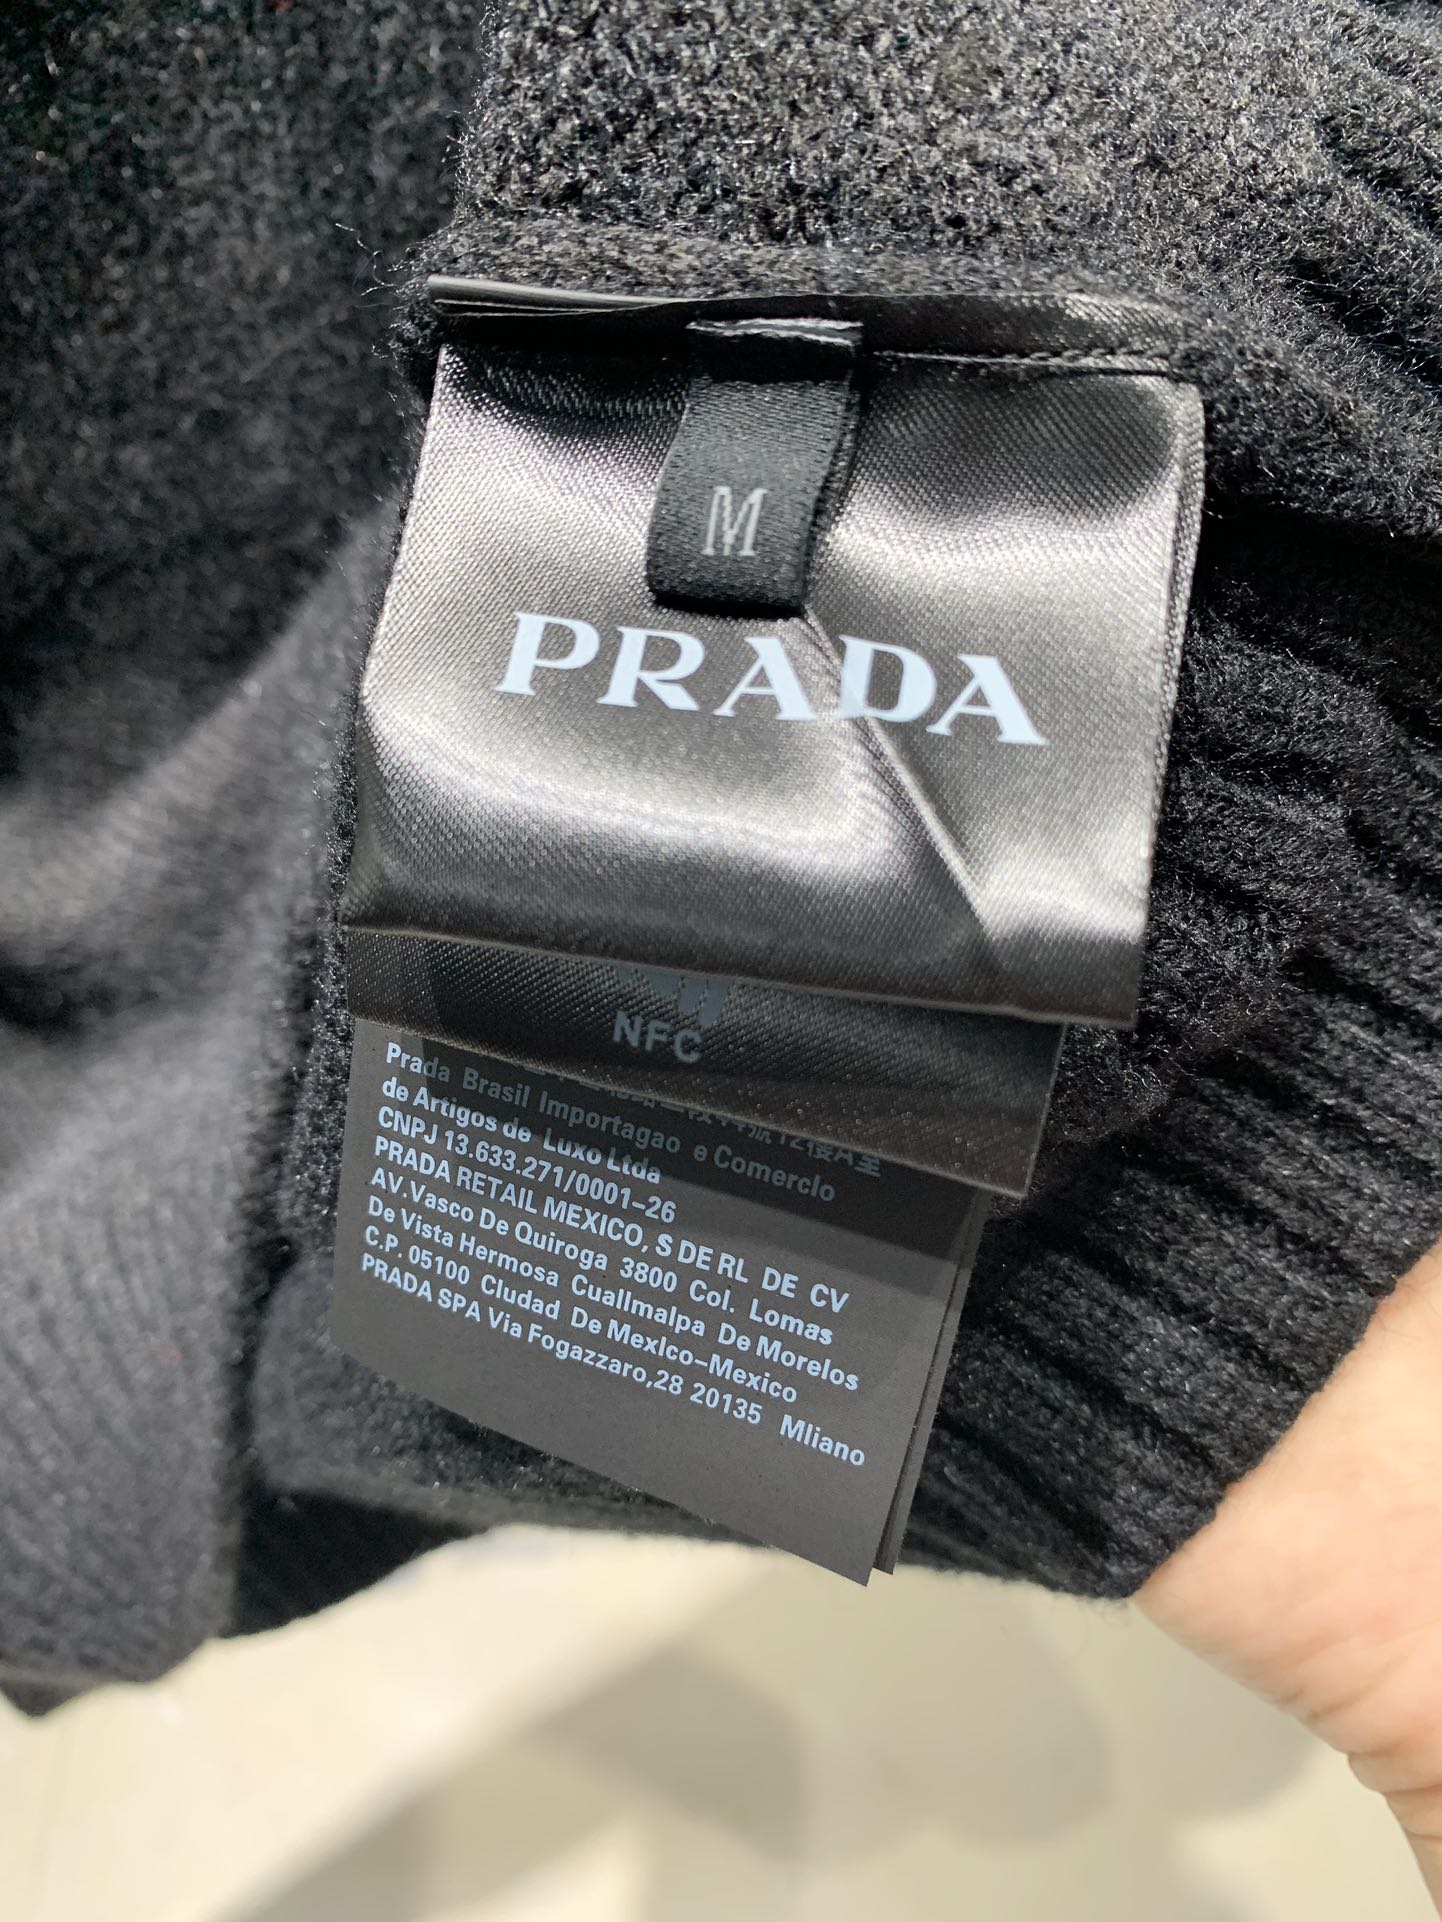 M
PRADA
NFC
Prada Brasil Importagao e Comerclo
de Artigos de Luxo Ltda
CNPJ 13.633.271/0001-26
PRADA RETAIL MEXICO, S DE RL DE CV
AV.Vasco De Quiroga 3800 Col. Lomas
De Vista Hermosa Cuallmalpa De Morelos
C.P. 05100 Cludad De Mexlco-Mexico
PRADA SPA Via Fogazzaro,28 20135 Mliano